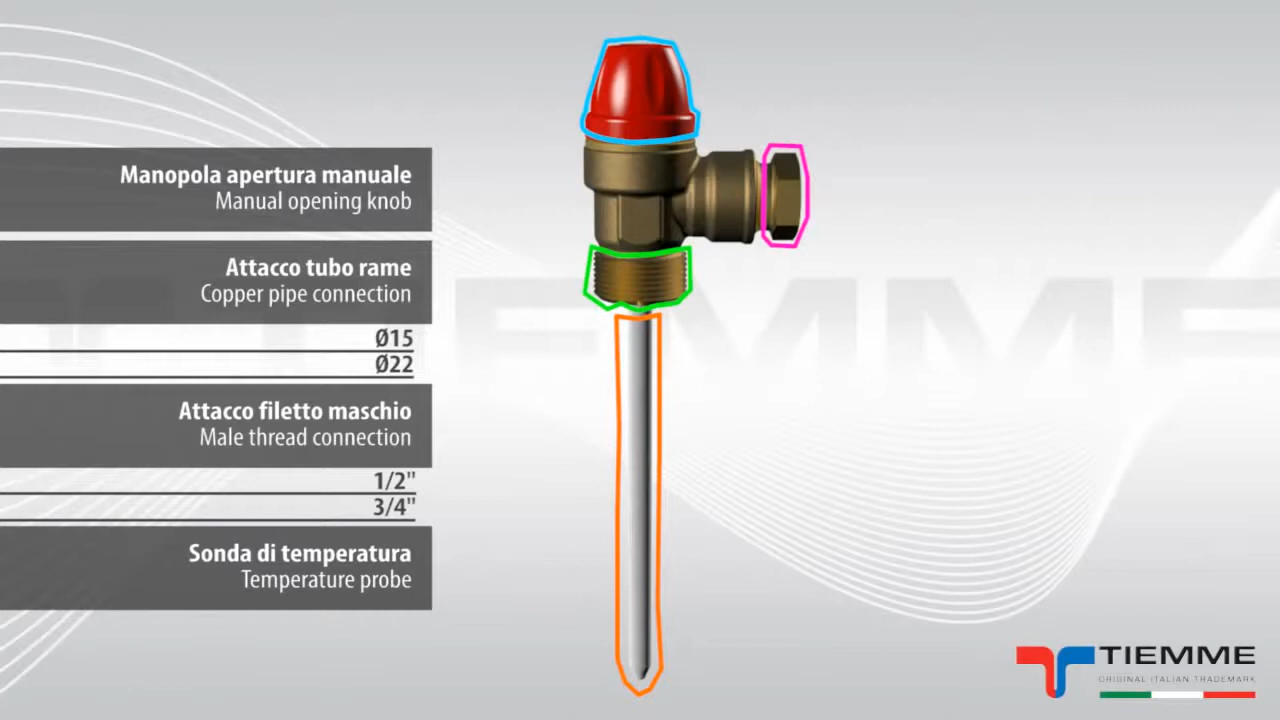 Manopola apertura manuale
Manual opening knob
Attacco tubo rame
Copper pipe connection
Ø15
Ø22
Attacco filetto maschio
Male thread connection
1/2"
3/4"
Sonda di temperatura
Temperature probe
TIEMME
TIEMME
ORIGINAL ITALIAN TRADEMARK